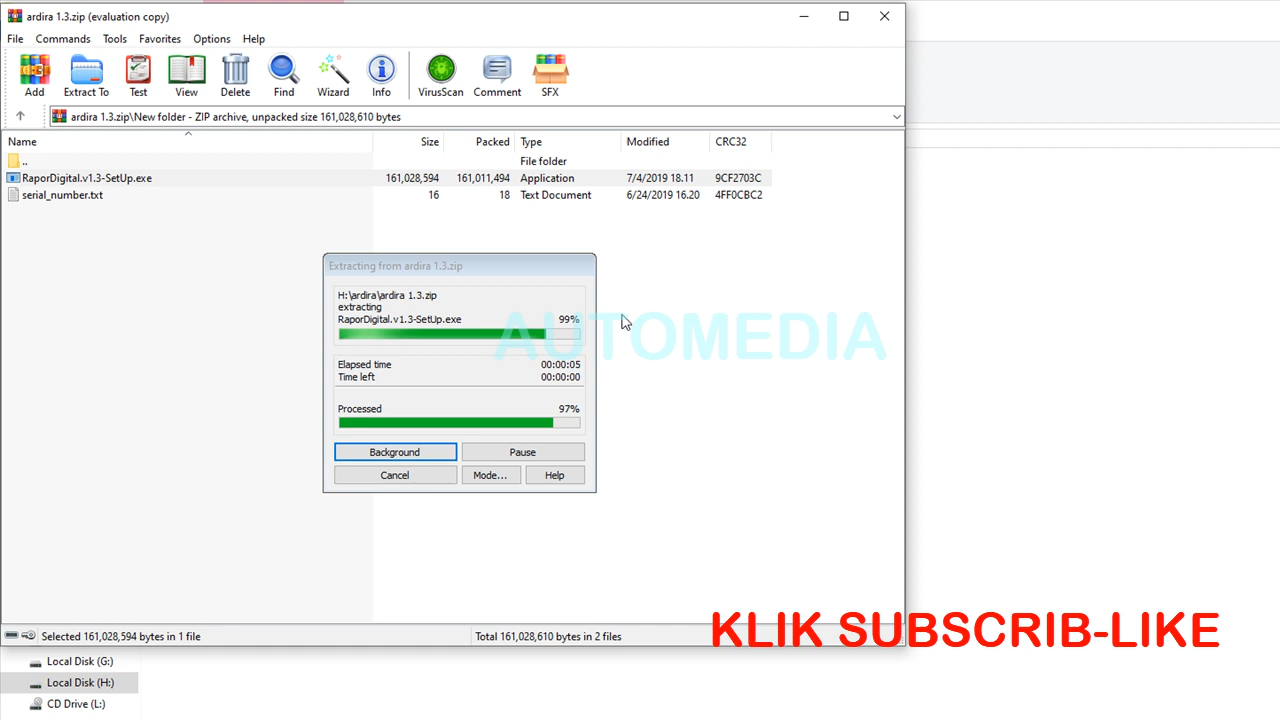 ardira 1.3.zip (evaluation copy)
File Commands Tools Favorites Options Help
Add Extract To Test View Delete Find Wizard Info VirusScan Comment SFX
ardira 1.3.zip\New folder - ZIP archive, unpacked size 161,028,610 bytes
Name Size Packed Type Modified CRC32
.. File folder
RaporDigital.v1.3-SetUp.exe 161,028,594 161,011,494 Application 7/4/2019 18.11 9CF2703C
serial_number.txt 16 18 Text Document 6/24/2019 16.20 4FF0CBC2
Extracting from ardira 1.3.zip
H:\ardira\ardira 1.3.zip
extracting
RaporDigital.v1.3-SetUp.exe 99%
AUTOMEDIA
Elapsed time 00:00:05
Time left 00:00:00
Processed 97%
Background Pause
Cancel Mode... Help
KLIK SUBSCRIB-LIKE
Selected 161,028,594 bytes in 1 file Total 161,028,610 bytes in 2 files
Local Disk (G:)
Local Disk (H:)
CD Drive (L:)